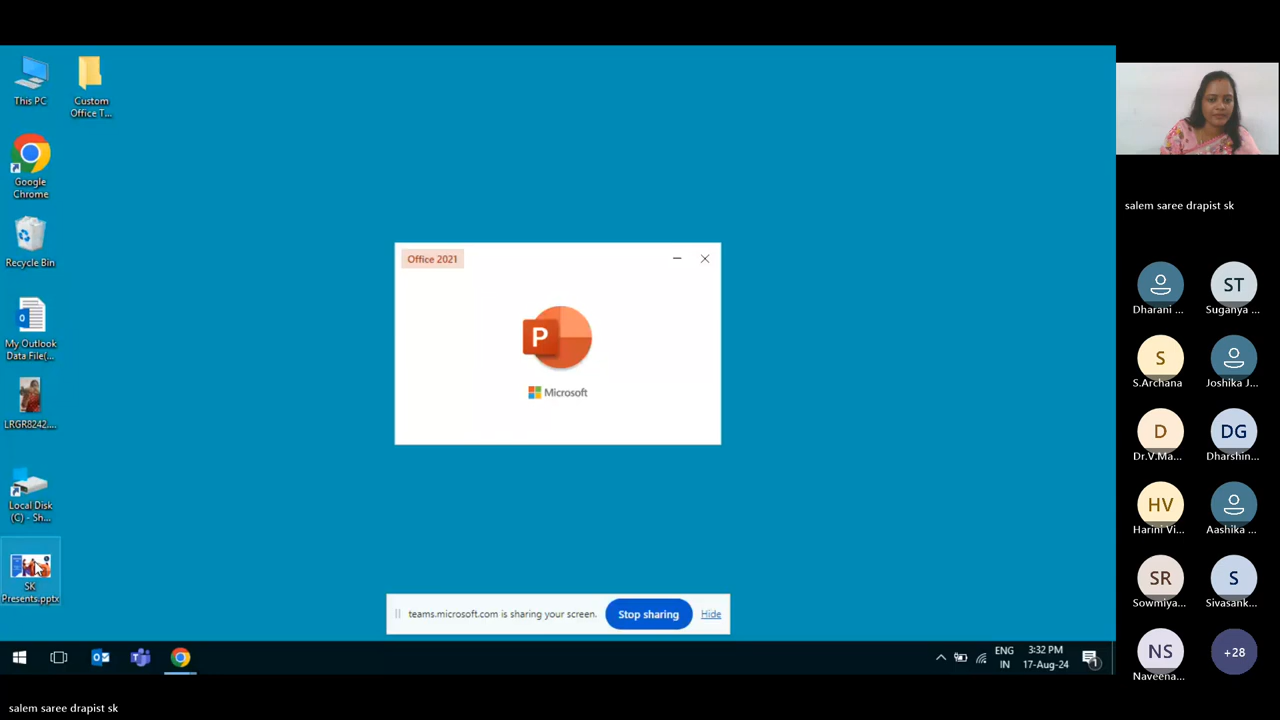 This PC
Custom
Office T...
Google
Chrome
Recycle Bin
My Outlook
Data File(...
LRGR8242....
Local Disk
(C) - Sh...
SK
Presents.pptx
Office 2021
P
Microsoft
teams.microsoft.com is sharing your screen.
Stop sharing
Hide
ENG
IN
3:32 PM
17-Aug-24
1
salem saree drapist sk
Dharani ...
ST
Suganya ...
S
S.Archana
Joshika J...
D
Dr.V.Ma...
DG
Dharshin...
HV
Harini Vi...
Aashika ...
SR
Sowmiya...
S
Sivasank...
NS
Naveena...
+28
salem saree drapist sk